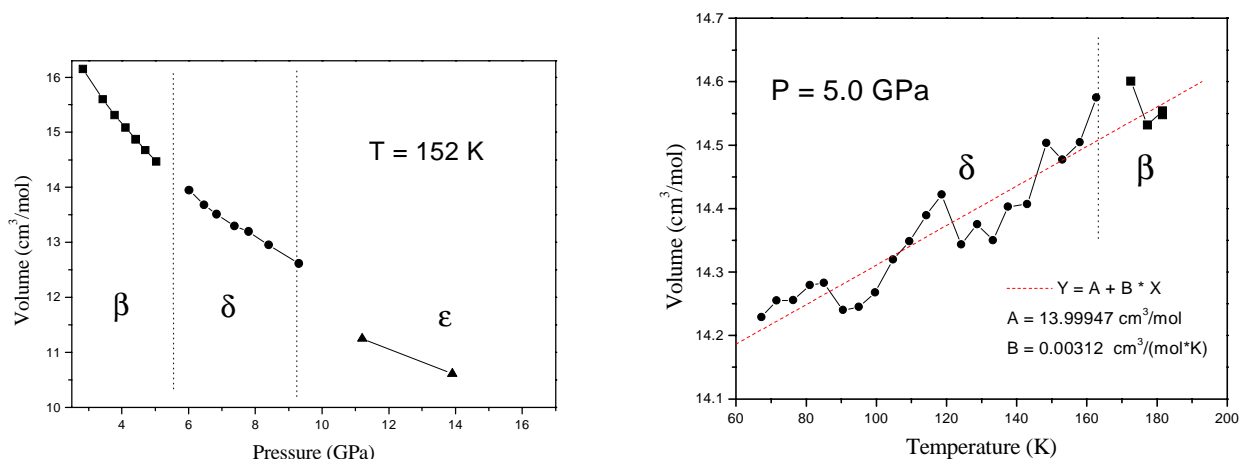 16
15
14
13
12
11
10
Volume (cm³/mol)
T = 152 K
β
δ
ε
4 6 8 10 12 14 16
Pressure (GPa)
14.7
14.6
14.5
14.4
14.3
14.2
14.1
Volume (cm³/mol)
P = 5.0 GPa
δ
β
Y = A + B * X
A = 13.99947 cm³/mol
B = 0.00312 cm³/(mol*K)
60 80 100 120 140 160 180 200
Temperature (K)